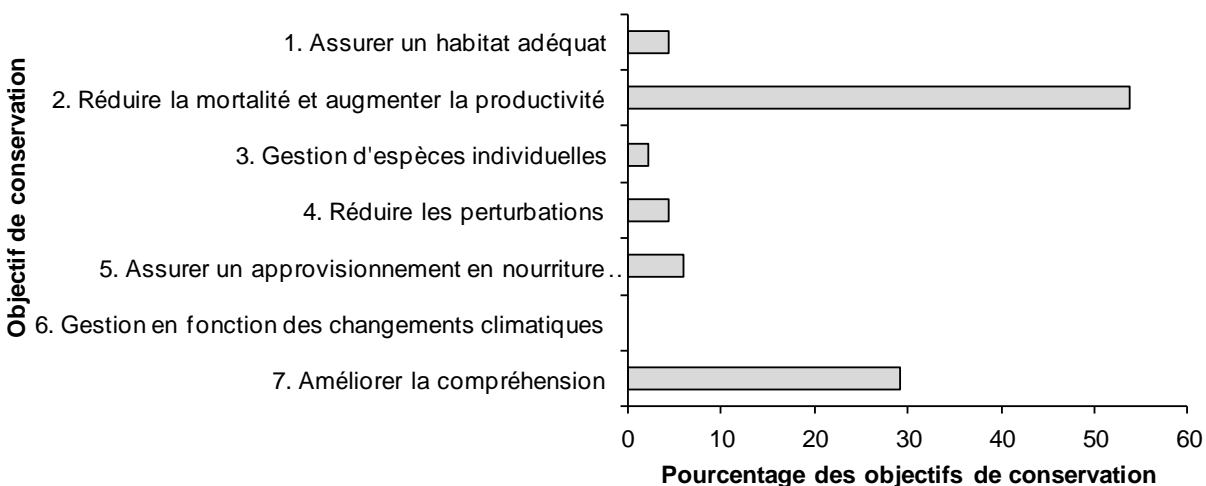 Objectif de conservation
1. Assurer un habitat adéquat
2. Réduire la mortalité et augmenter la productivité
3. Gestion d'espèces individuelles
4. Réduire les perturbations
5. Assurer un approvisionnement en nourriture ..
6. Gestion en fonction des changements climatiques
7. Améliorer la compréhension
0 10 20 30 40 50 60
Pourcentage des objectifs de conservation